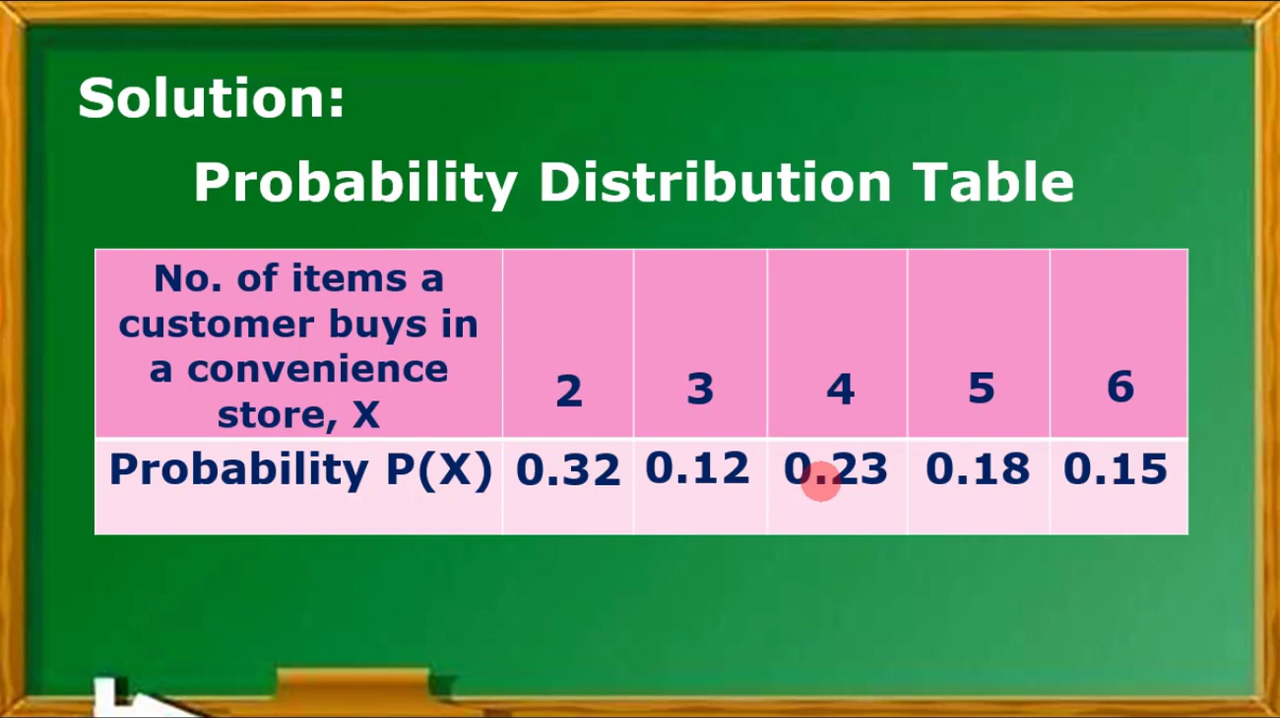 Solution:
Probability Distribution Table
No. of items a
customer buys in
a convenience
store, X
2 3 4 5 6
Probability P(X) 0.32 0.12 0.23 0.18 0.15